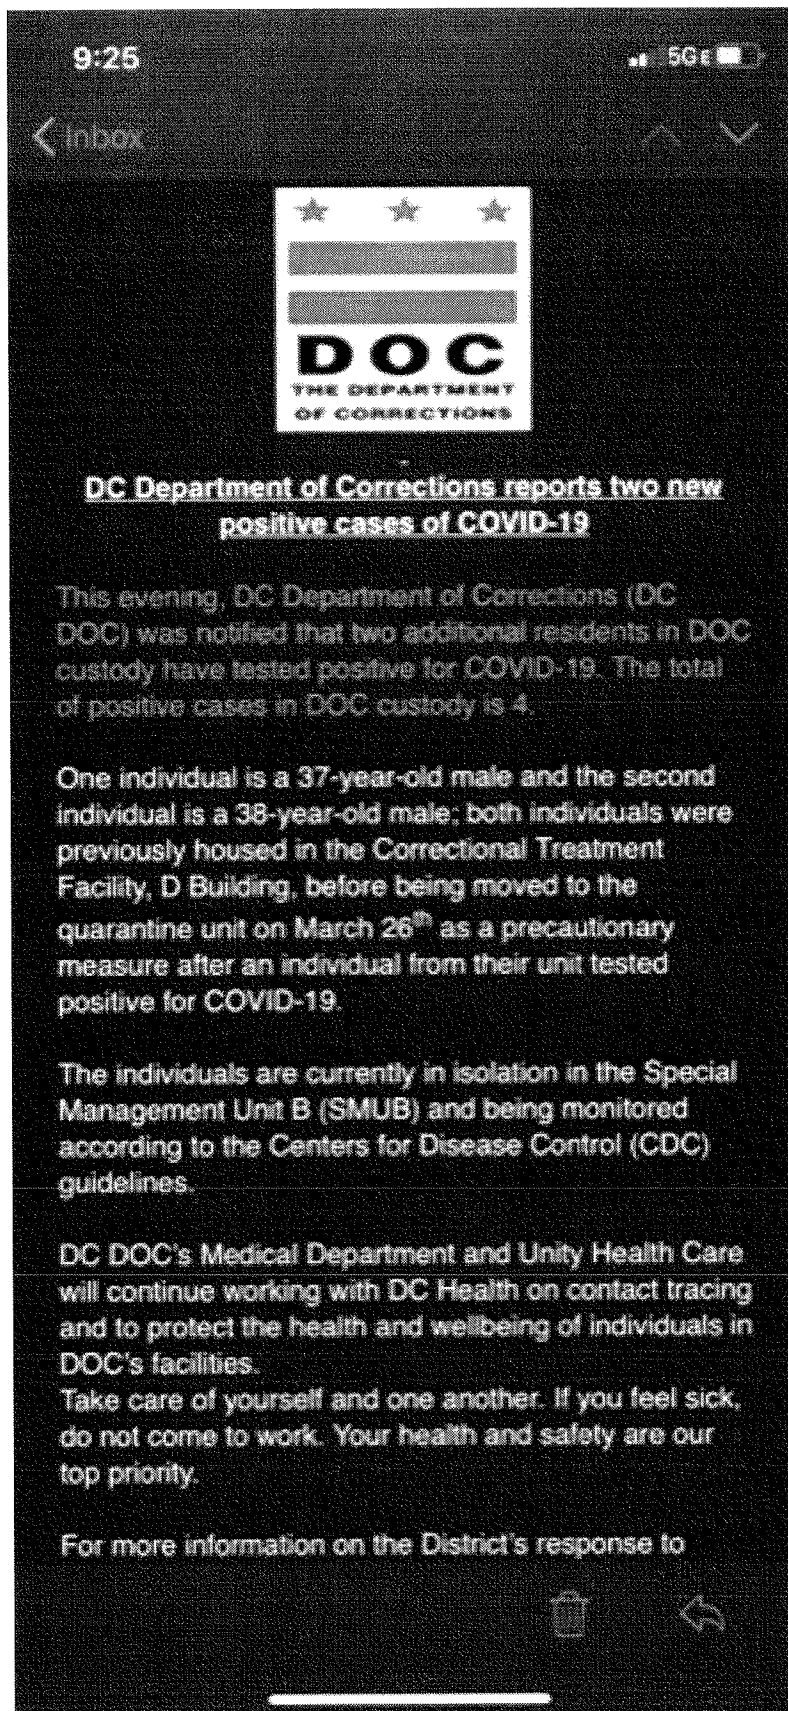 9:25
5GE
Inbox
DOC
THE DEPARTMENT
OF CORRECTIONS
DC Department of Corrections reports two new
positive cases of COVID-19
This evening, DC Department of Corrections (DC
DOC) was notified that two additional residents in DOC
custody have tested positive for COVID-19. The total
of positive cases in DOC custody is 4.
One individual is a 37-year-old male and the second
individual is a 38-year-old male; both individuals were
previously housed in the Correctional Treatment
Facility, D Building, before being moved to the
quarantine unit on March 26th as a precautionary
measure after an individual from their unit tested
positive for COVID-19.
The individuals are currently in isolation in the Special
Management Unit B (SMUB) and being monitored
according to the Centers for Disease Control (CDC)
guidelines.
DC DOC's Medical Department and Unity Health Care
will continue working with DC Health on contact tracing
and to protect the health and wellbeing of individuals in
DOC's facilities.
Take care of yourself and one another. If you feel sick,
do not come to work. Your health and safety are our
top priority.
For more information on the District's response to